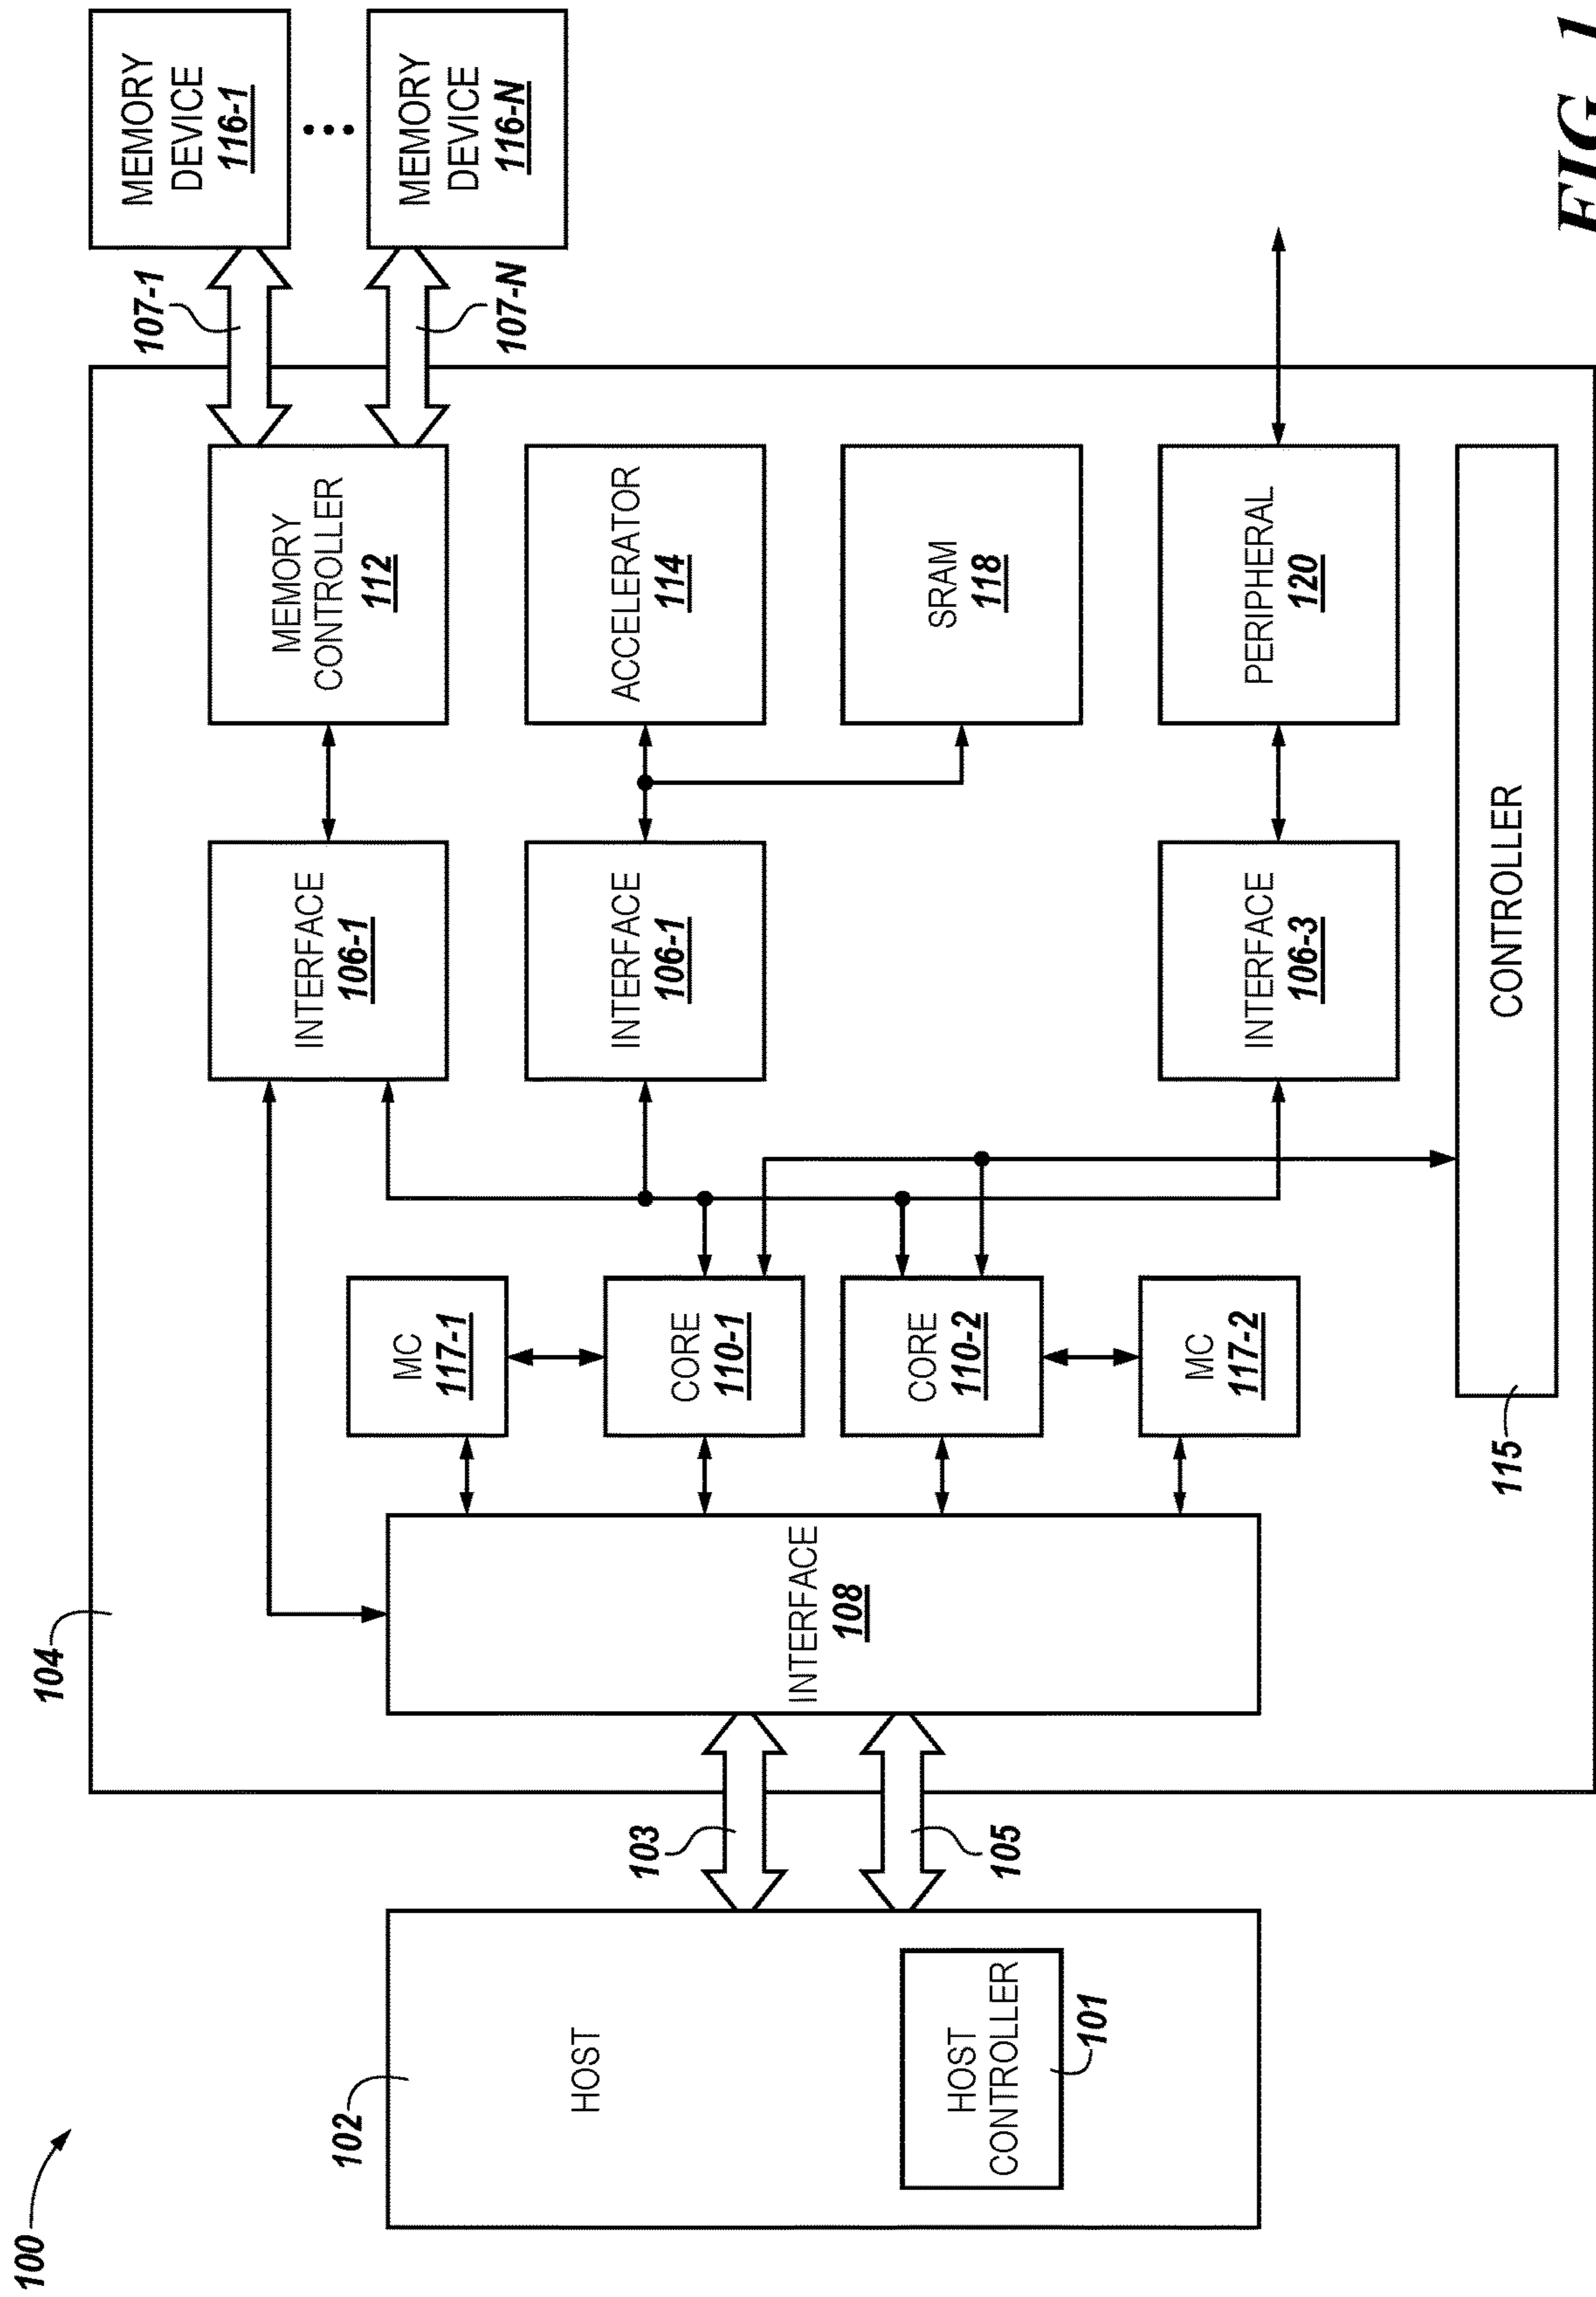 100
102
HOST
HOST
CONTROLLER
101
103
105
104
INTERFACE
108
MC
117-1
CORE
110-1
CORE
110-2
MC
117-2
INTERFACE
106-1
INTERFACE
106-1
INTERFACE
106-3
MEMORY
CONTROLLER
112
ACCELERATOR
114
SRAM
118
PERIPHERAL
120
115
CONTROLLER
107-1
107-N
MEMORY
DEVICE
116-1
MEMORY
DEVICE
116-N
FIG. 1